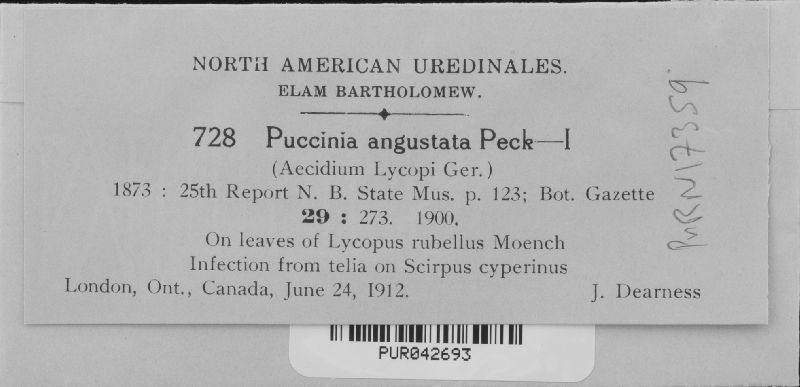 NORTH AMERICAN UREDINALES.
ELAM BARTHOLOMEW.
728 Puccinia angustata Peck—I
(Aecidium Lycopi Ger.)
1873 : 25th Report N. B. State Mus. p. 123; Bot. Gazette
29 : 273. 1900.
On leaves of Lycopus rubellus Moench
Infection from telia on Scirpus cyperinus
London, Ont., Canada, June 24, 1912. J. Dearness
PURN17359.
PUR042693